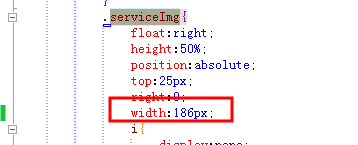 {
.serviceImg{
float:right;
height:50%;
position:absolute;
top:25px;
right:0;
width:186px;
i{
display:none;